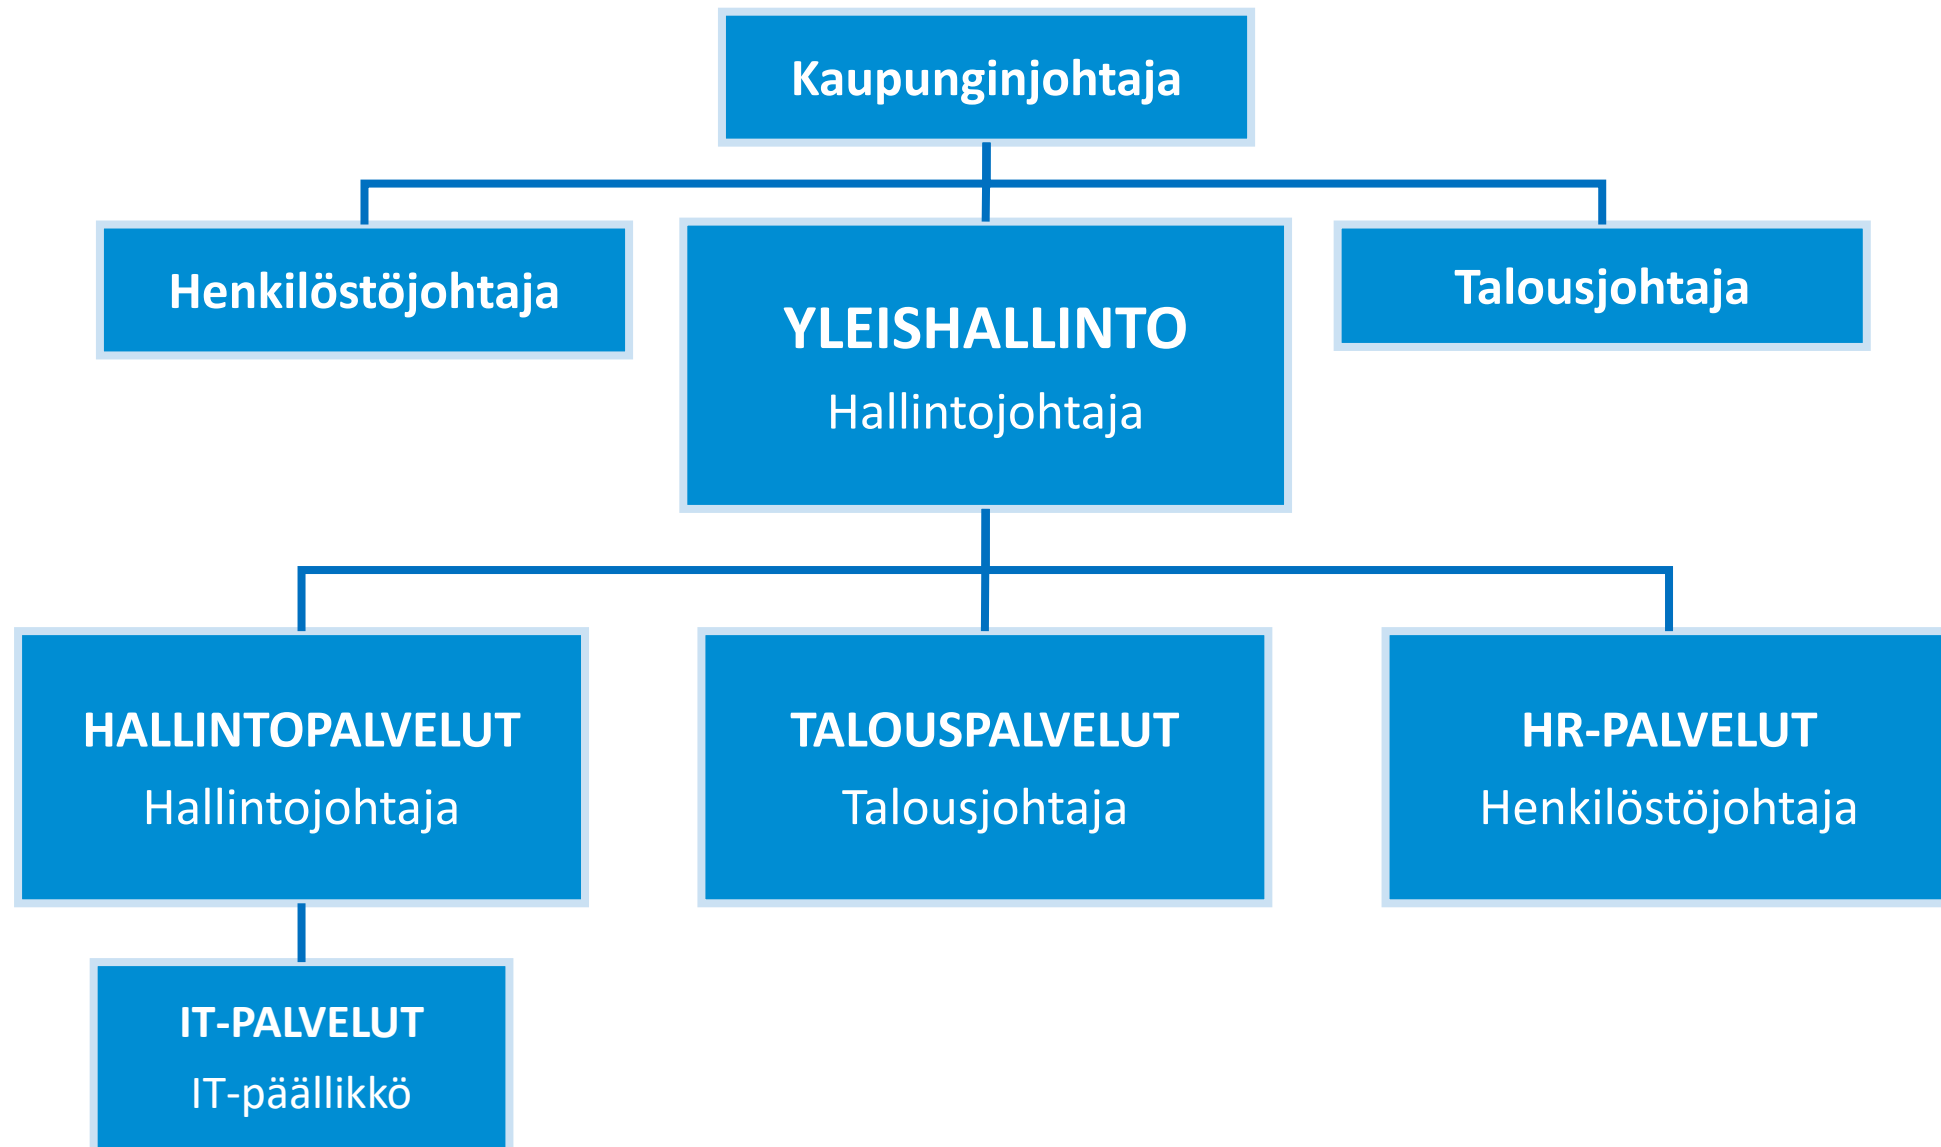 Kaupunginjohtaja
Henkilöstöjohtaja
YLEISHALLINTO
Hallintojohtaja
Talousjohtaja
HALLINTOPALVELUT
Hallintojohtaja
TALOUSPALVELUT
Talousjohtaja
HR-PALVELUT
Henkilöstöjohtaja
IT-PALVELUT
IT-päällikkö